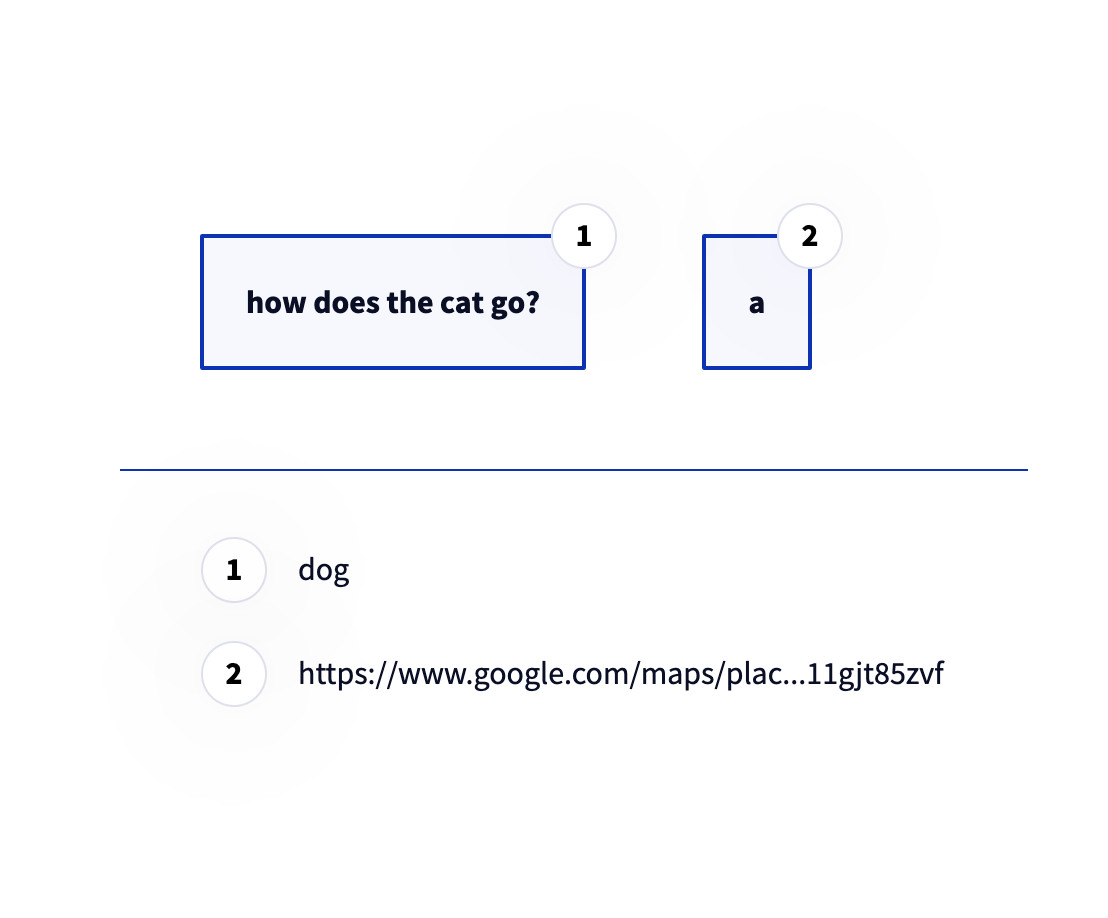 1
2
how does the cat go?
a
1 dog
2 https://www.google.com/maps/plac...11gjt85zvf